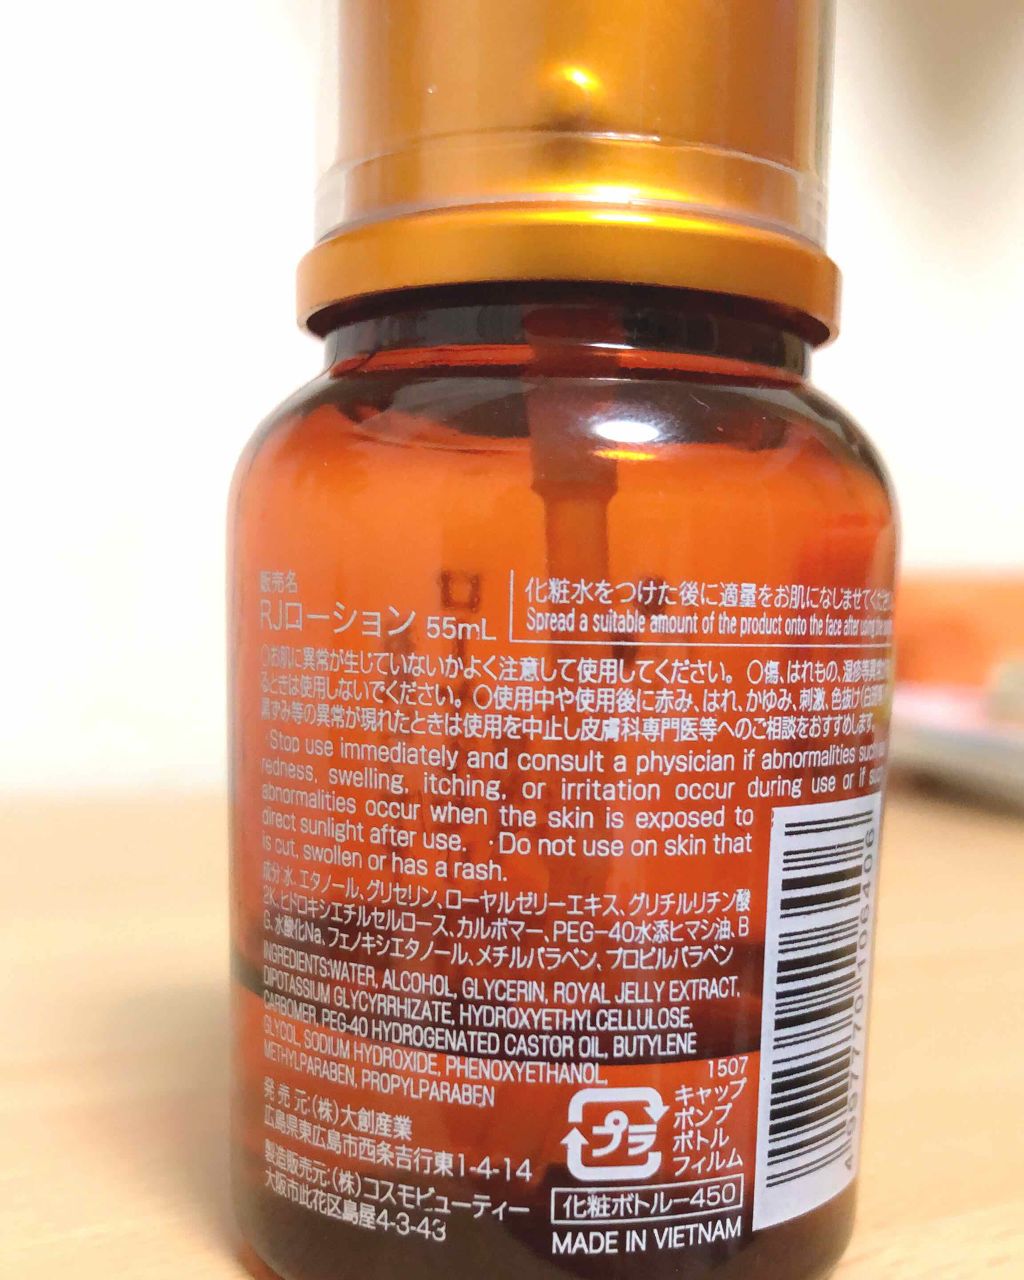 販売名
RJローション 55mL
化粧水をつけた後に適量をお肌になじませてください
Spread a suitable amount of the product onto the face after using the
○お肌に異常が生じていないかよく注意して使用してください。○傷、はれもの、湿疹等異常
るときは使用しないでください。○使用中や使用後に赤み、はれ、かゆみ、刺激、色抜け(白斑等)
黒ずみ等の異常が現れたときは使用を中止し皮膚科専門医等へのご相談をおすすめします。
・Stop use immediately and consult a physician if abnormalities such
redness, swelling, itching, or irritation occur during use or if such
abnormalities occur when the skin is exposed to
direct sunlight after use. ・Do not use on skin that
is cut, swollen or has a rash.
成分:水、エタノール、グリセリン、ローヤルゼリーエキス、グリチルリチン酸
2K、ヒドロキシエチルセルロース、カルボマー、PEG-40水添ヒマシ油、B
G、水酸化Na、フェノキシエタノール、メチルパラベン、プロピルパラベン
INGREDIENTS:WATER, ALCOHOL, GLYCERIN, ROYAL JELLY EXTRACT,
DIPOTASSIUM GLYCYRRHIZATE, HYDROXYETHYLCELLULOSE,
CARBOMER, PEG-40 HYDROGENATED CASTOR OIL, BUTYLENE
GLYCOL, SODIUM HYDROXIDE, PHENOXYETHANOL,
METHYLPARABEN, PROPYLPARABEN
発売元:(株)大創産業
広島県東広島市西条吉行東1-4-14
製造販売元:(株)コスモビューティー
大阪市此花区島屋4-3-43
1507
プラ
キャップ
ポンプ
ボトル
フィルム
化粧ボトルー450
MADE IN VIETNAM